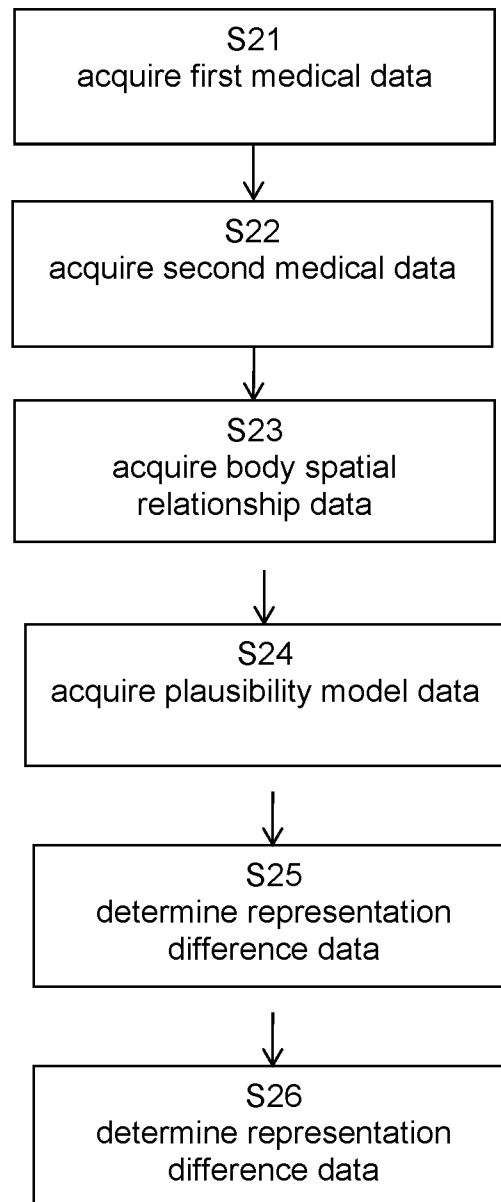 S21
acquire first medical data
S22
acquire second medical data
S23
acquire body spatial
relationship data
S24
acquire plausibility model data
S25
determine representation
difference data
S26
determine representation
difference data